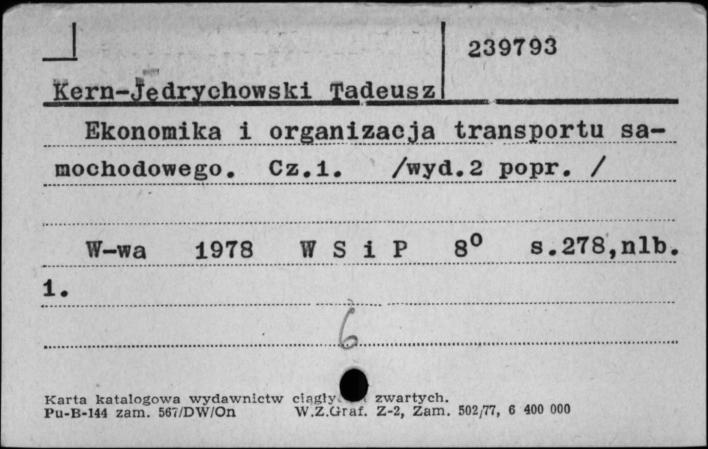 239793
Kern-Jędrychowski Tadeusz
Ekonomika i organizacja transportu sa-
mochodowego. Cz.1. /wyd.2 popr. /
W-wa 1978 W S i P 8° s.278,nlb.
1.
6
Karta katalogowa wydawnictw ciągły zwartych.
Pu-B-144 zam. 567/DW/On W.Z.Graf. Z-2, Zam. 502/77, 6 400 000